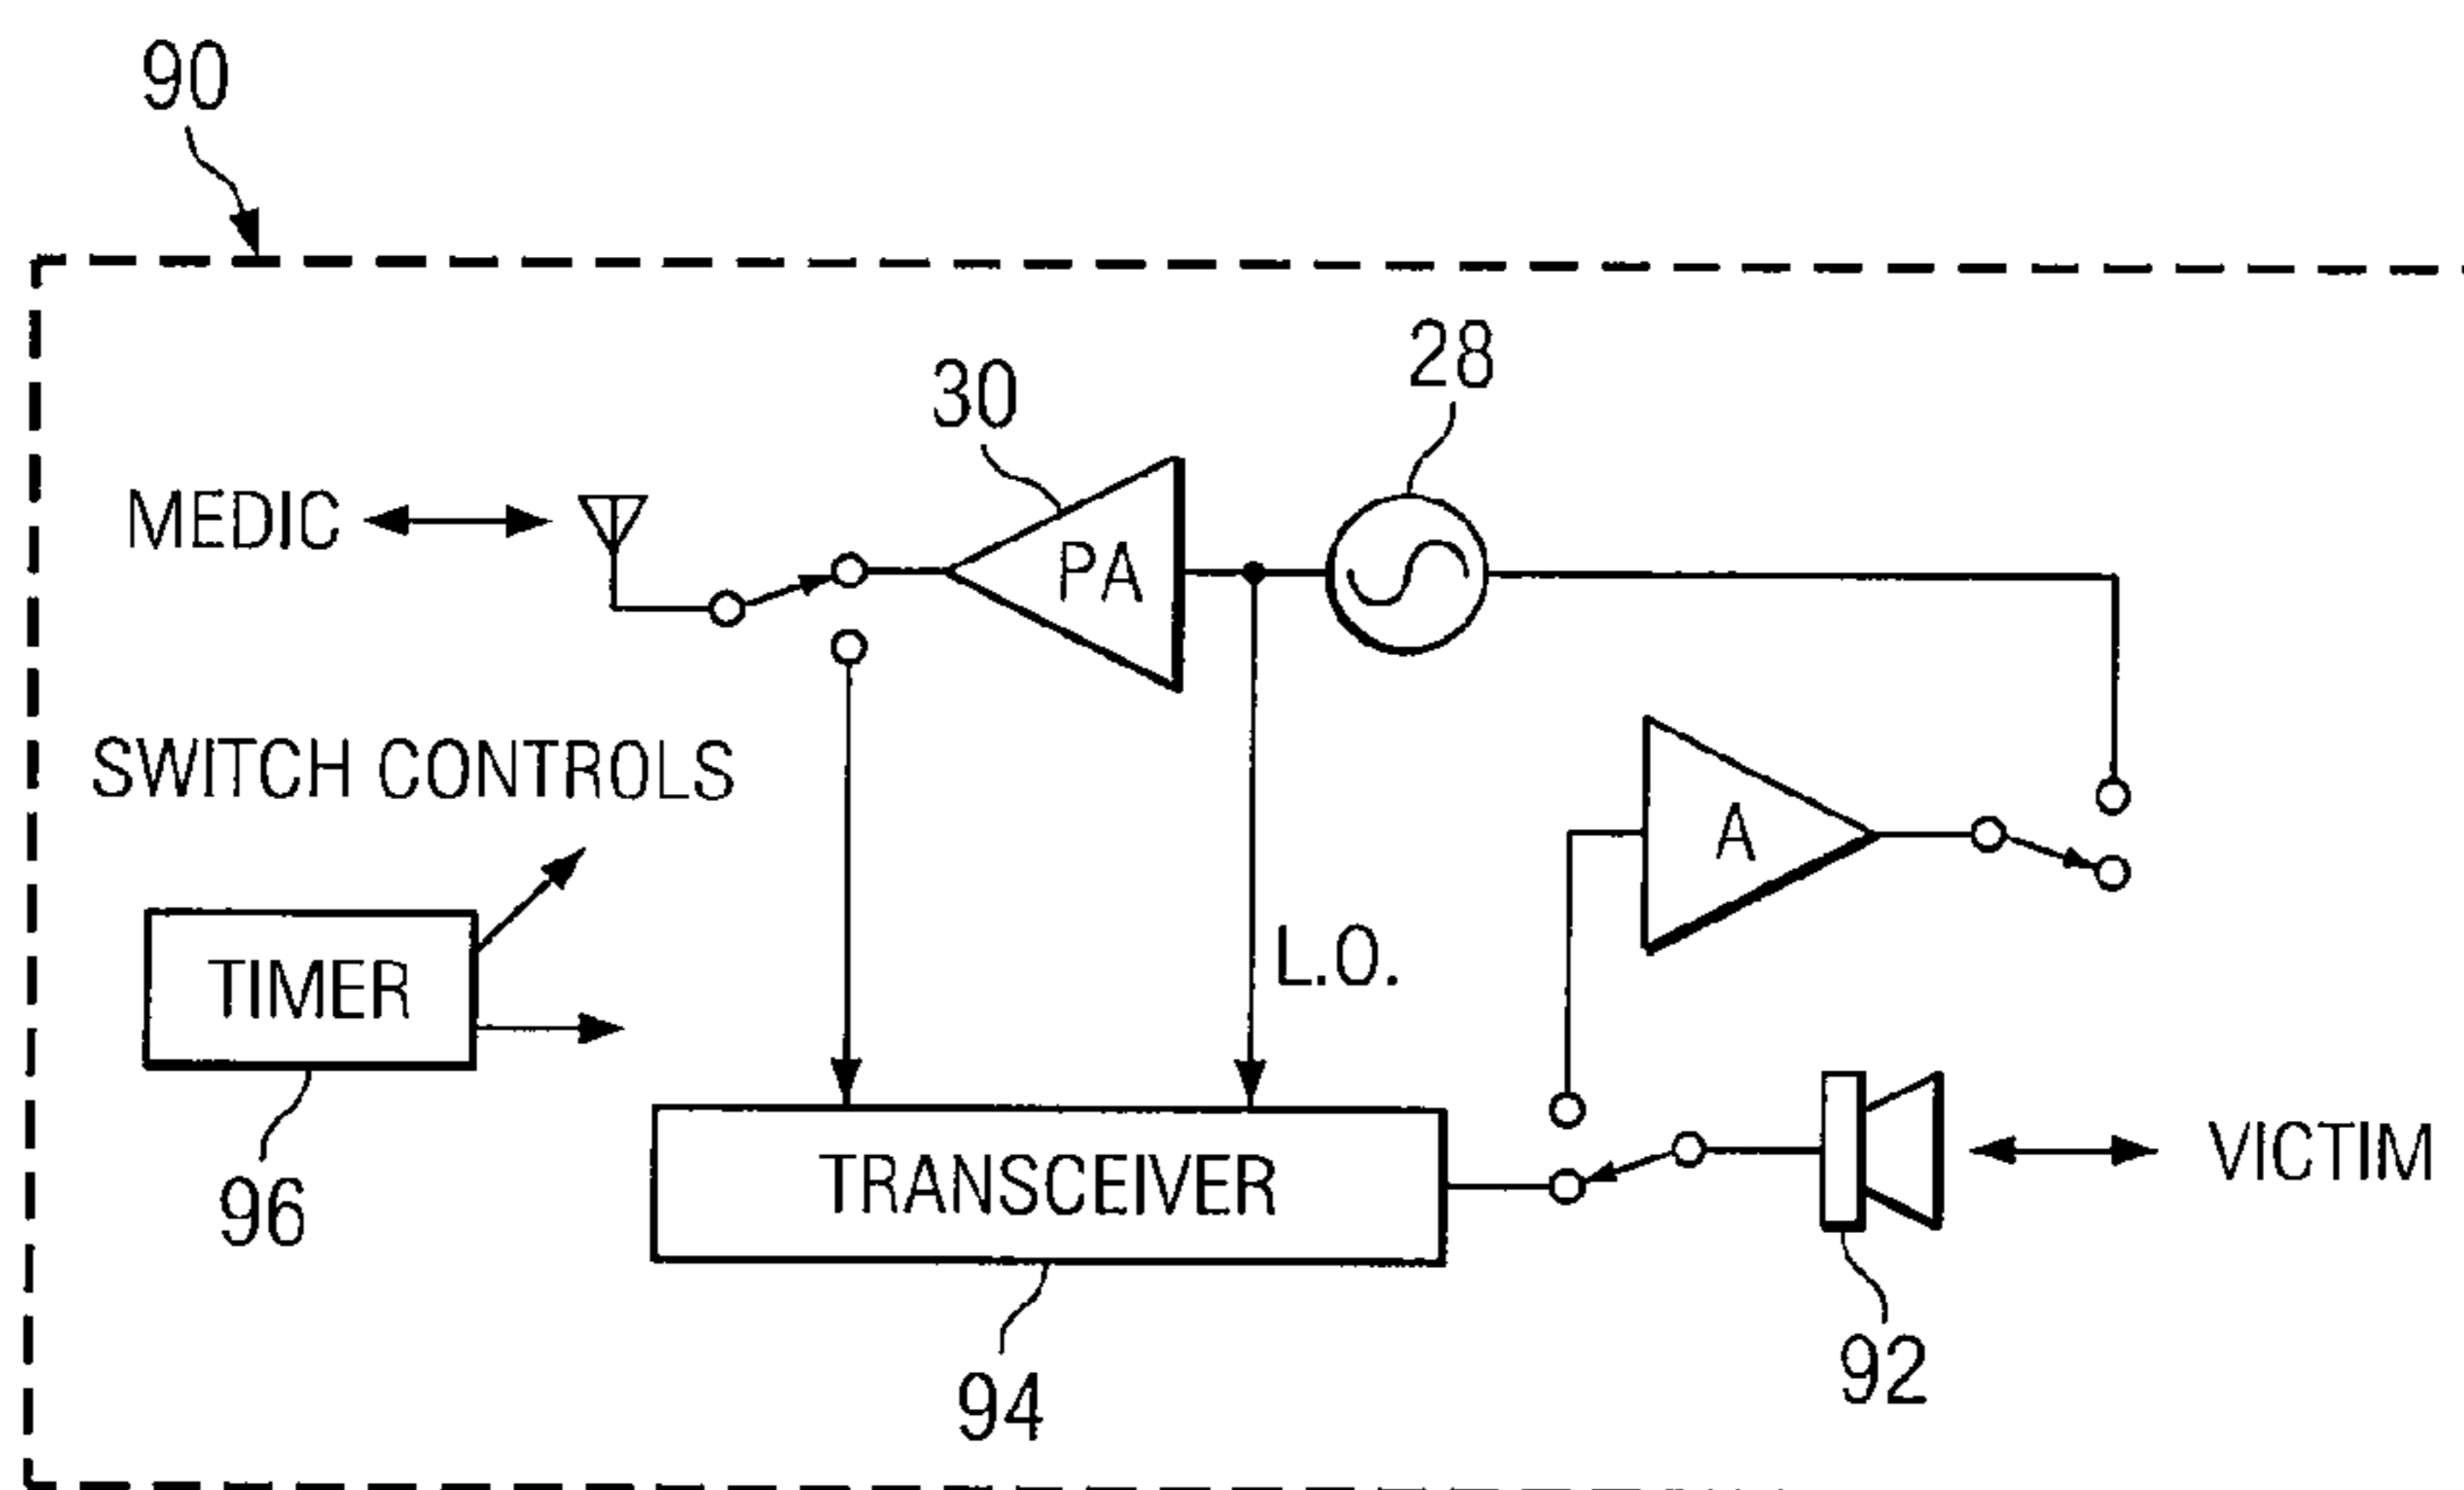 90
28
30
MEDIC
PA
SWITCH CONTROLS
A
TIMER
L.O.
TRANSCEIVER
VICTIM
96
92
94